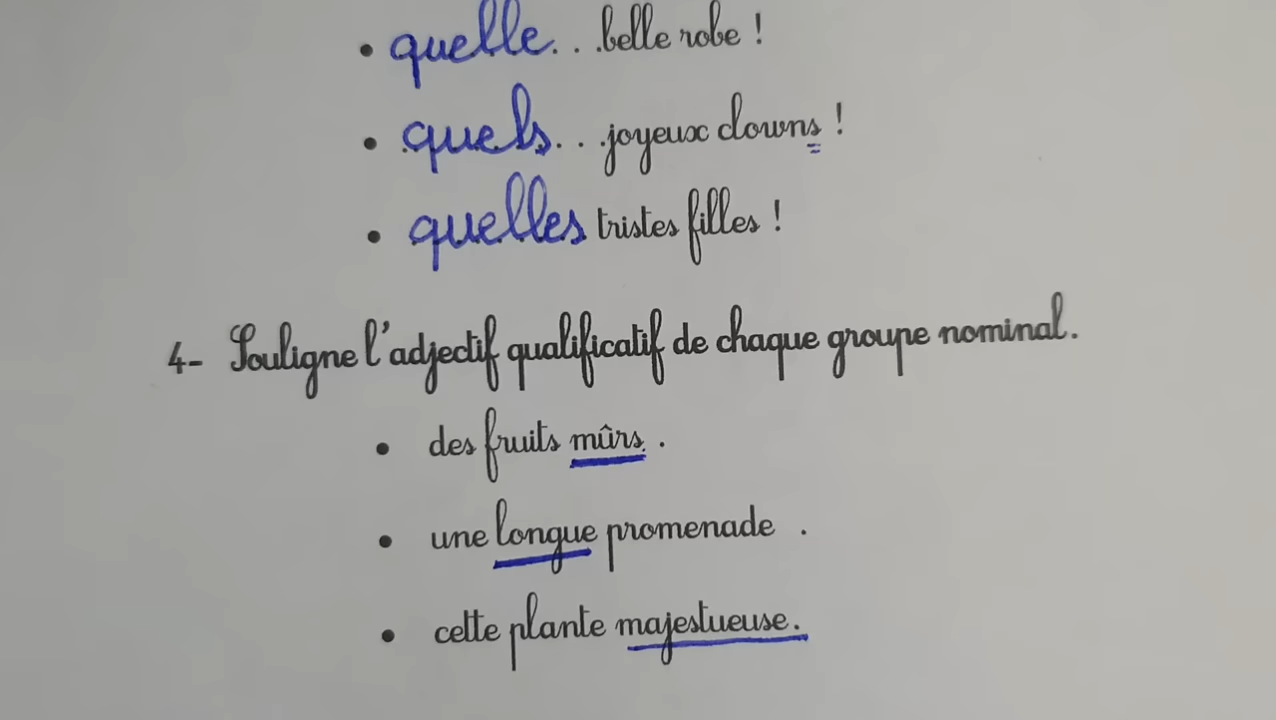 • quelle. . .belle robe !
• .quels. . .joyeux clowns !
• quelles tristes filles !
4- Souligne l'adjectif qualificatif de chaque groupe nominal.
• des fruits mûrs .
• une longue promenade .
• cette plante majestueuse.